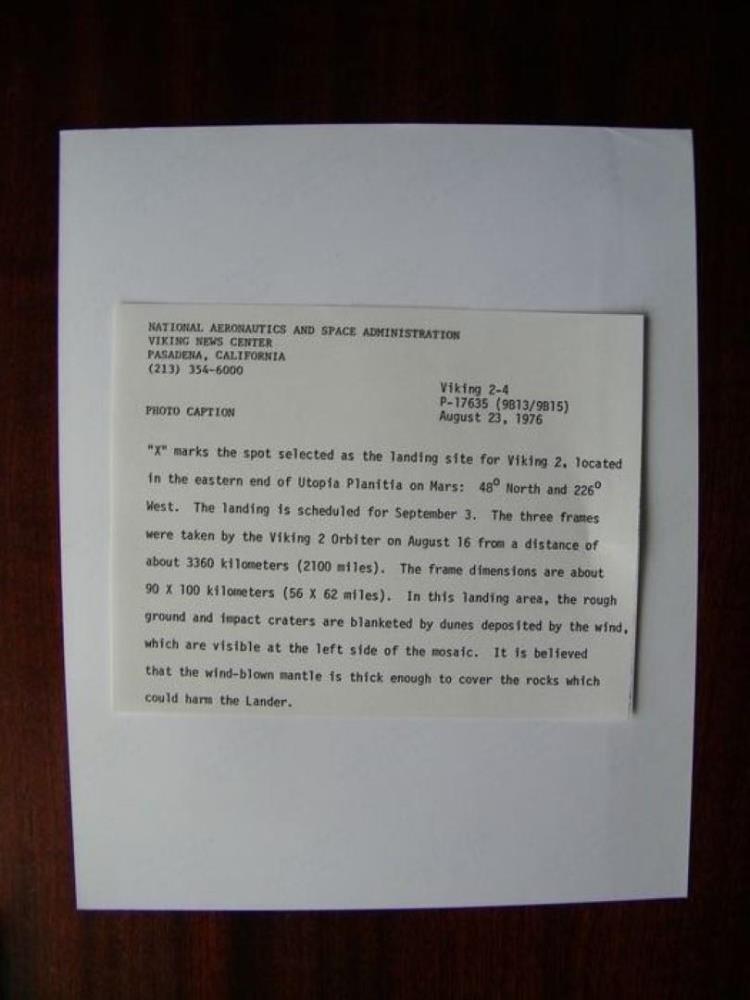 NATIONAL AERONAUTICS AND SPACE ADMINISTRATION
VIKING NEWS CENTER
PASADENA, CALIFORNIA
(213) 354-6000
Viking 2-4
P-17635 (9B13/9B15)
August 23, 1976
PHOTO CAPTION
"X" marks the spot selected as the landing site for Viking 2, located
in the eastern end of Utopia Planitia on Mars: 48⁰ North and 226⁰
West. The landing is scheduled for September 3. The three frames
were taken by the Viking 2 Orbiter on August 16 from a distance of
about 3360 kilometers (2100 miles). The frame dimensions are about
90 X 100 kilometers (56 X 62 miles). In this landing area, the rough
ground and impact craters are blanketed by dunes deposited by the wind,
which are visible at the left side of the mosaic. It is believed
that the wind-blown mantle is thick enough to cover the rocks which
could harm the Lander.